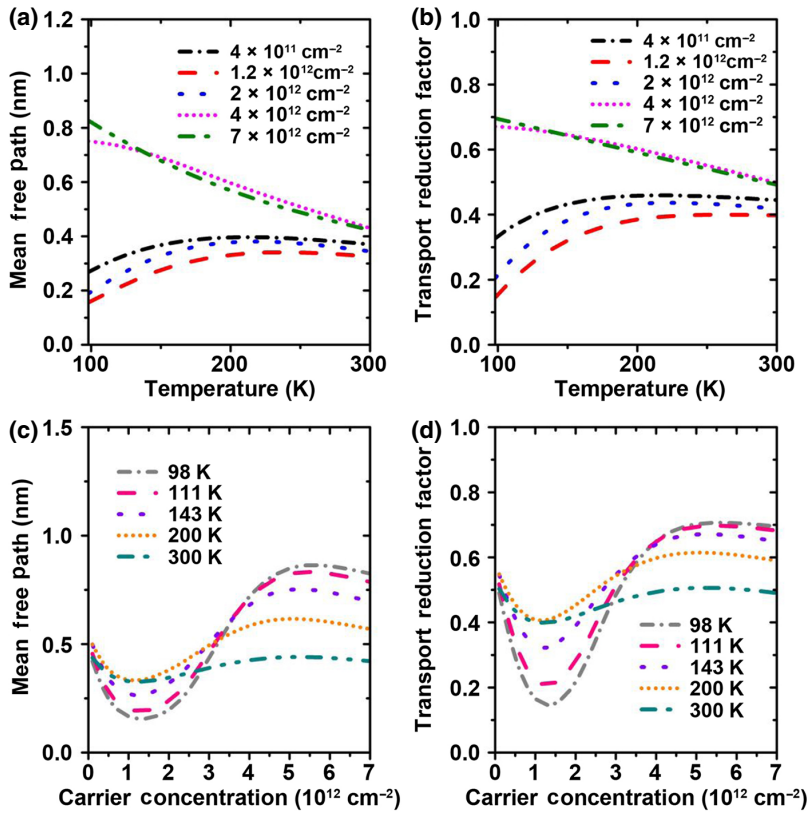 (a)
Mean free path (nm)
1.2
1.0
0.8
0.6
0.4
0.2
0.0
4 × 10¹¹ cm⁻²
1.2 × 10¹²cm⁻²
2 × 10¹² cm⁻²
4 × 10¹² cm⁻²
7 × 10¹² cm⁻²
100 200 300
Temperature (K)
(b)
Transport reduction factor
1.0
0.8
0.6
0.4
0.2
0.0
4 × 10¹¹ cm⁻²
1.2 × 10¹²cm⁻²
2 × 10¹² cm⁻²
4 × 10¹² cm⁻²
7 × 10¹² cm⁻²
100 200 300
Temperature (K)
(c)
Mean free path (nm)
1.5
1.0
0.5
0.0
98 K
111 K
143 K
200 K
300 K
0 1 2 3 4 5 6 7
Carrier concentration (10¹² cm⁻²)
(d)
Transport reduction factor
1.0
0.8
0.6
0.4
0.2
0.0
98 K
111 K
143 K
200 K
300 K
0 1 2 3 4 5 6 7
Carrier concentration (10¹² cm⁻²)